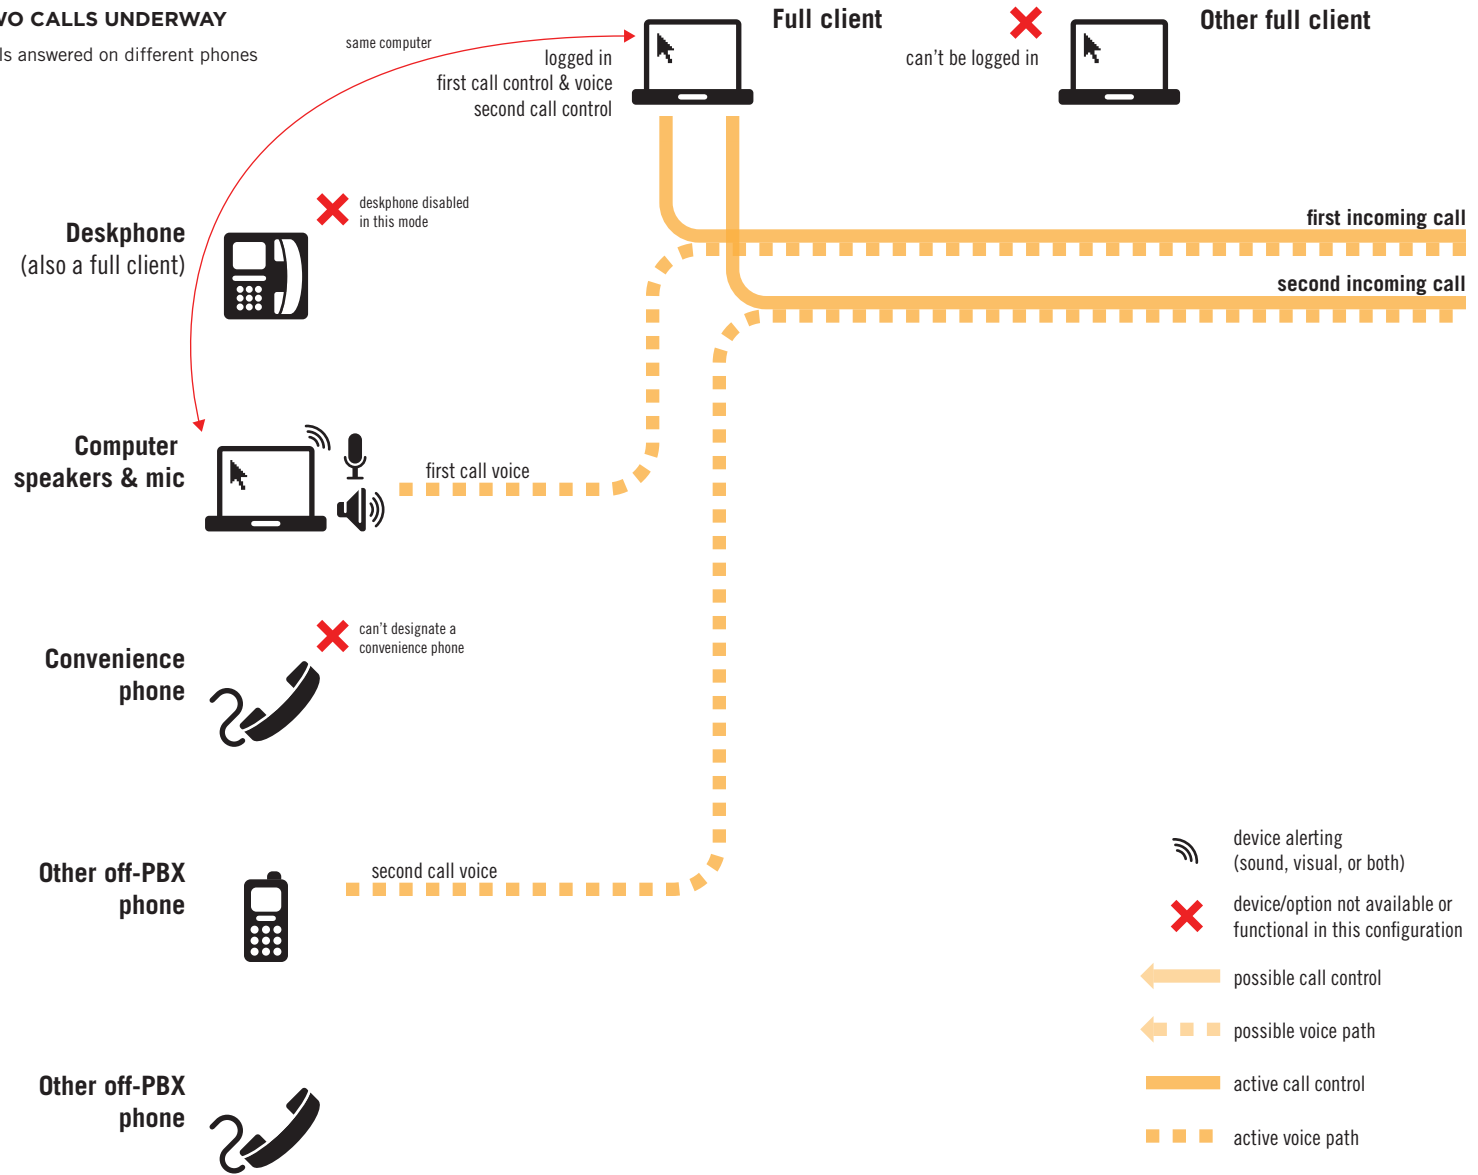 WO CALLS UNDERWAY
ls answered on different phones
same computer
Full client
logged in
first call control & voice
second call control
Other full client
can't be logged in
Deskphone
(also a full client)
deskphone disabled
in this mode
first incoming call
second incoming call
Computer
speakers & mic
first call voice
Convenience
phone
can't designate a
convenience phone
Other off-PBX
phone
second call voice
Other off-PBX
phone
device alerting
(sound, visual, or both)
device/option not available or
functional in this configuration
possible call control
possible voice path
active call control
active voice path